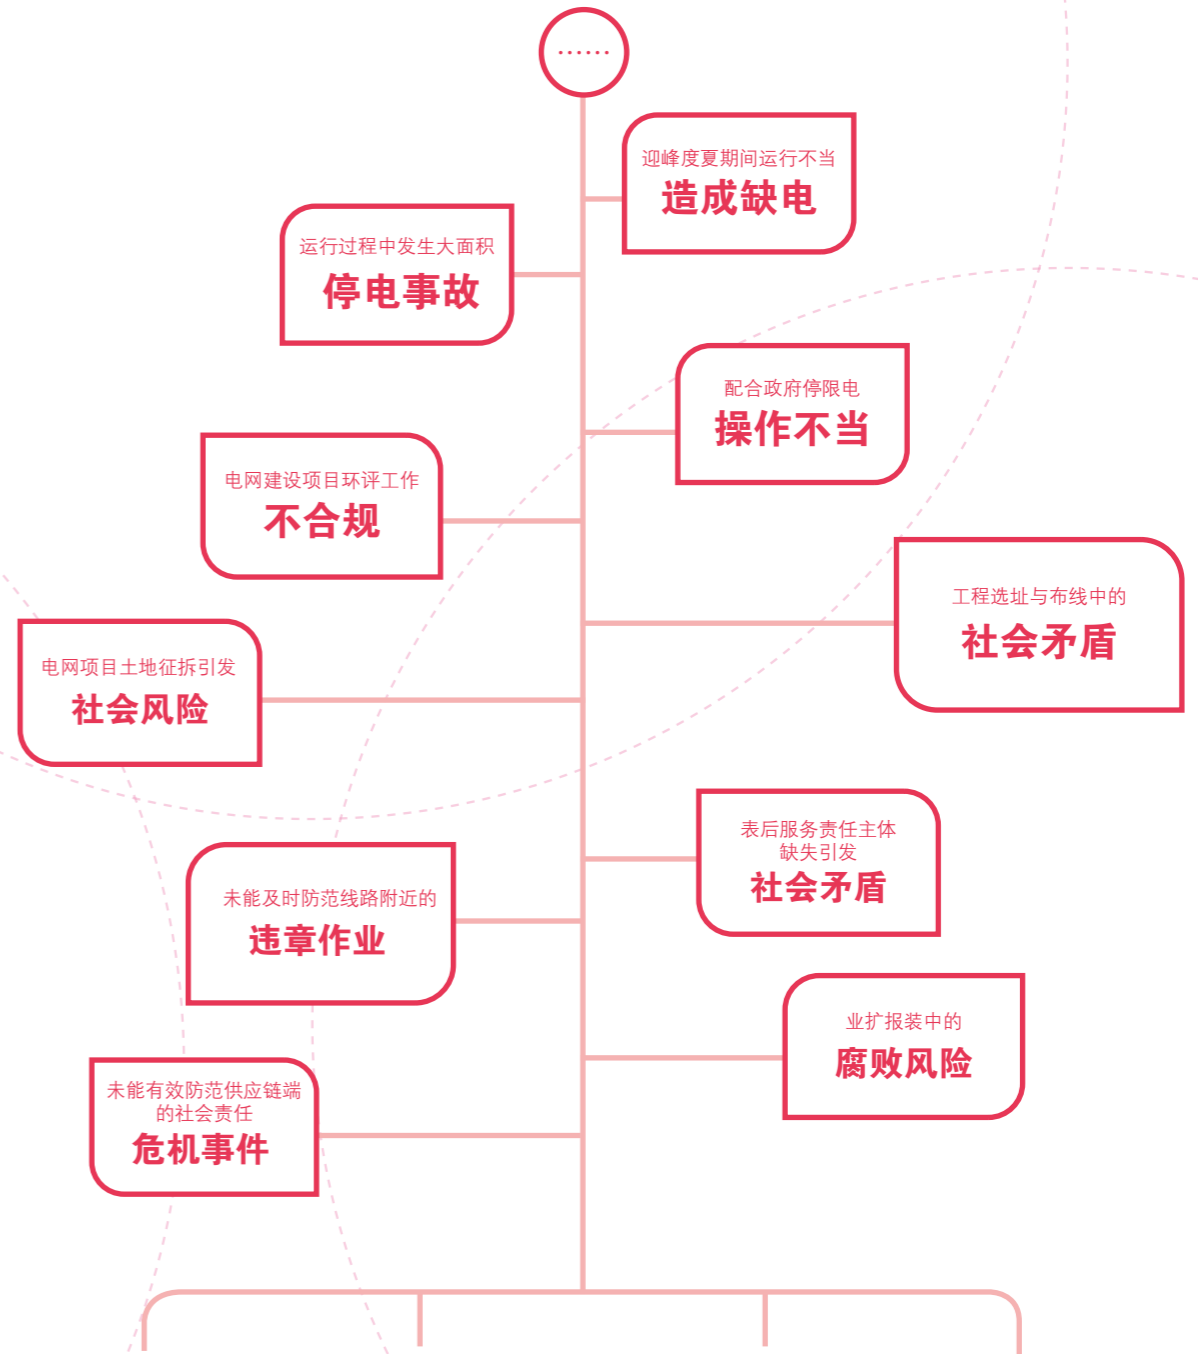 ······
迎峰度夏期间运行不当
造成缺电
运行过程中发生大面积
停电事故
配合政府停限电
操作不当
电网建设项目环评工作
不合规
工程选址与布线中的
社会矛盾
电网项目土地征拆引发
社会风险
表后服务责任主体
缺失引发
社会矛盾
未能及时防范线路附近的
违章作业
业扩报装中的
腐败风险
未能有效防范供应链端
的社会责任
危机事件